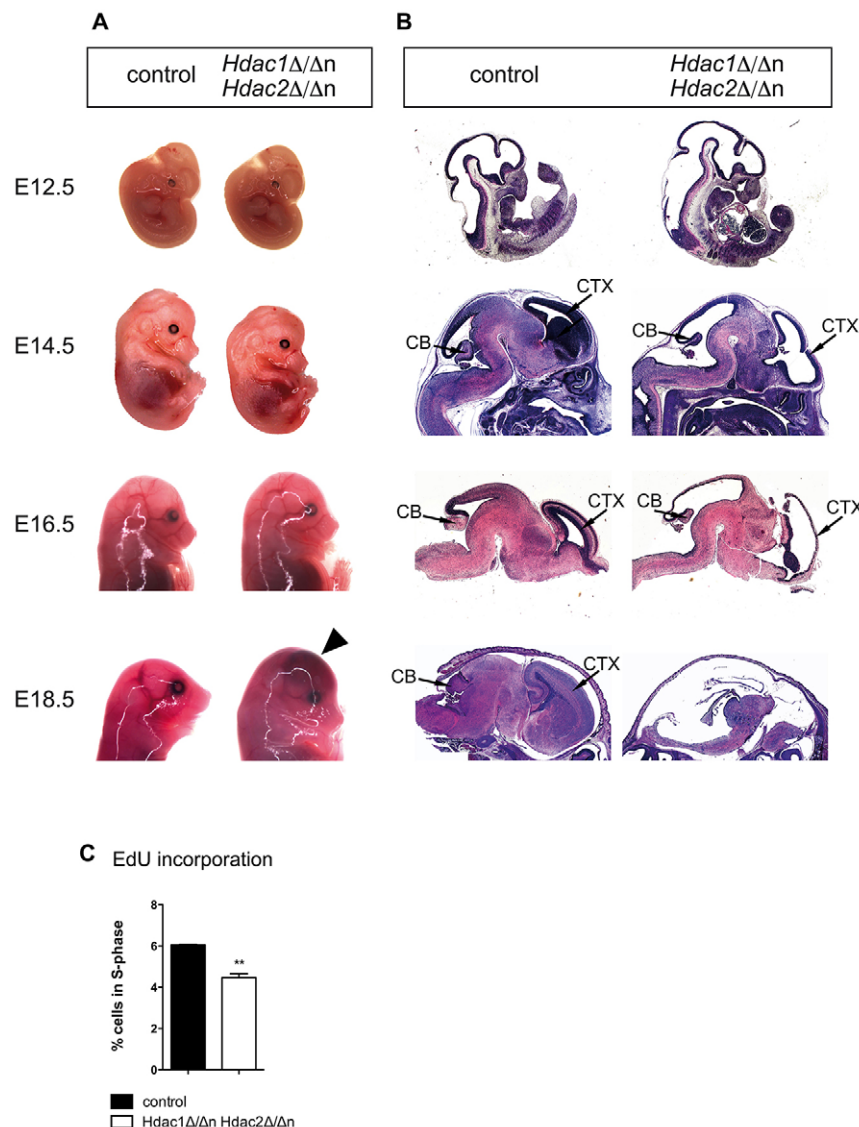 A
B
control
Hdac1Δ/Δn
Hdac2Δ/Δn
control
Hdac1Δ/Δn
Hdac2Δ/Δn
E12.5
E14.5
CTX
CB
CB
CTX
E16.5
CB
CTX
CB
CTX
E18.5
CB
CTX
C EdU incorporation
% cells in S-phase
8
6
4
2
0
**
control
Hdac1Δ/Δn Hdac2Δ/Δn